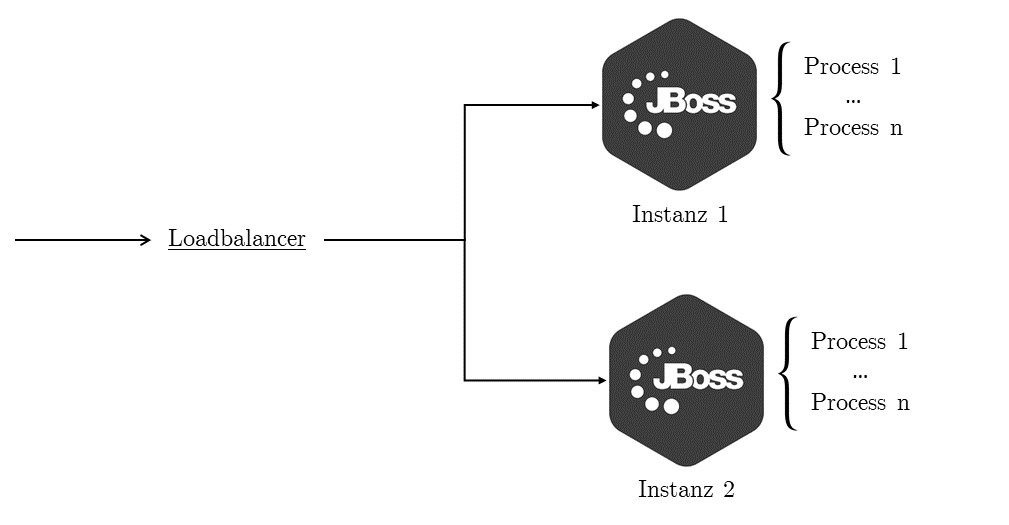 JBoss
Process 1
...
Process n
Instanz 1
Loadbalancer
JBoss
Process 1
...
Process n
Instanz 2